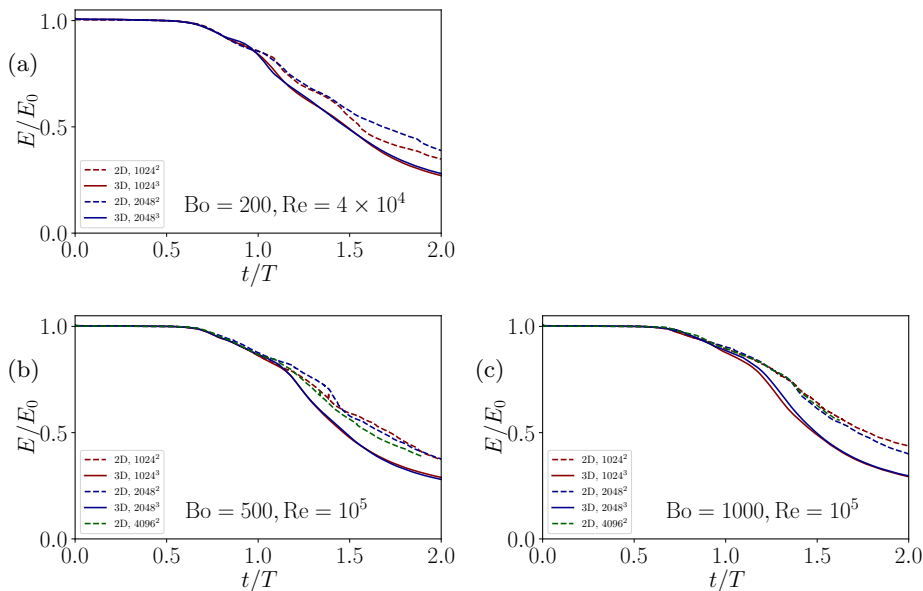 (a)
E/E₀
1.0
0.5
0.0
2D, 1024²
3D, 1024³
2D, 2048²
3D, 2048³
Bo = 200, Re = 4 × 10⁴
0.0 0.5 1.0 1.5 2.0
t/T
(b)
E/E₀
1.0
0.5
0.0
2D, 1024²
3D, 1024³
2D, 2048²
3D, 2048³
2D, 4096²
Bo = 500, Re = 10⁵
0.0 0.5 1.0 1.5 2.0
t/T
(c)
E/E₀
1.0
0.5
0.0
2D, 1024²
3D, 1024³
2D, 2048²
3D, 2048³
2D, 4096²
Bo = 1000, Re = 10⁵
0.0 0.5 1.0 1.5 2.0
t/T